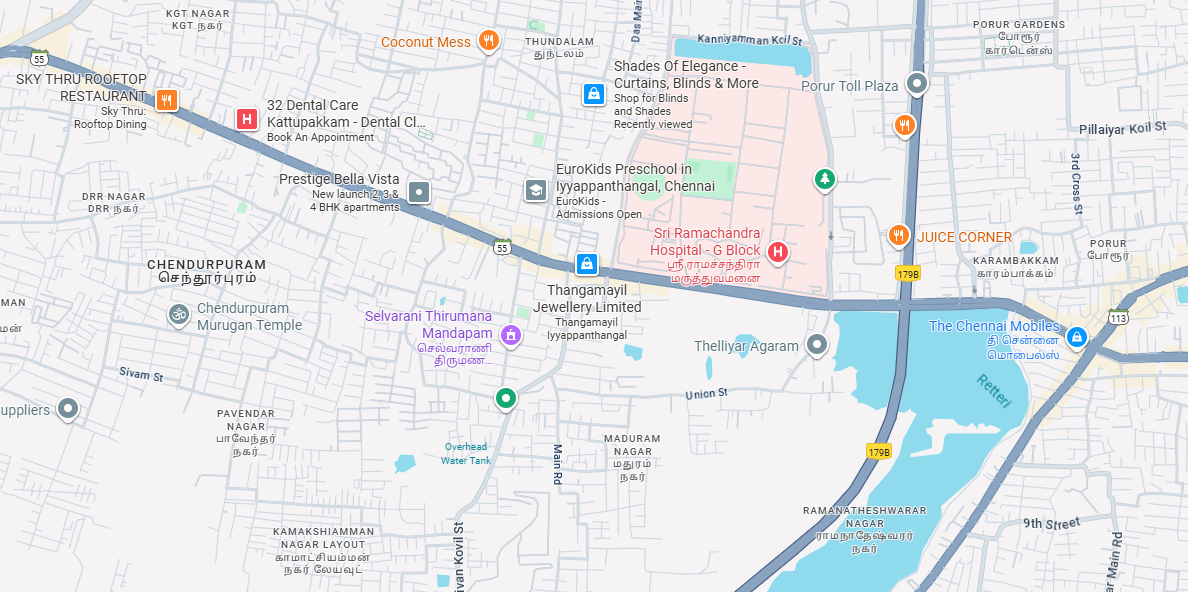 KGT NAGAR
KGT நகர்
Coconut Mess
THUNDALAM
துந்டலம்
Das Main
Kanniyamman Koil St
PORUR GARDENS
போரூர்
கார்டென்ஸ்
55
SKY THRU ROOFTOP
RESTAURANT
Sky Thru:
Rooftop Dining
32 Dental Care
Kattupakkam - Dental Cl...
Book An Appointment
Shades Of Elegance -
Curtains, Blinds & More
Shop for Blinds
and Shades
Recently viewed
Porur Toll Plaza
Pillaiyar Koil St
3rd Cross St
Prestige Bella Vista
New launch 2, 3 &
4 BHK apartments
EuroKids Preschool in
Iyyappanthangal, Chennai
EuroKids -
Admissions Open
DRR NAGAR
DRR நகர்
55
Sri Ramachandra
Hospital - G Block
ஸ்ரீ ராமசந்திரா
மருத்துவமனை
JUICE CORNER
PORUR
போரூர்
KARAMBAKKAM
காரம்பாக்கம்
179B
CHENDURPURAM
செந்தூர்புரம்
MAN
மன்
Chendurpuram
Murugan Temple
Thangamayil
Jewellery Limited
Thangamayil
Iyyappanthangal
Selvarani Thirumana
Mandapam
செல்வராணி
திருமண...
113
The Chennai Mobiles
தி சென்னை
மொபைல்ஸ்
Thelliyar Agaram
Sivam St
Union St
Retteri
uppliers
PAVENDAR
NAGAR
பாவேந்தர்
நகர்
Overhead
Water Tank
Main Rd
MADURAM
NAGAR
மதுரம்
நகர்
179B
RAMANATHESHWARAR
NAGAR
ராமநாதேஷ்வரர்
நகர்
9th Street
KAMAKSHIAMMAN
NAGAR LAYOUT
காமாட்சியம்மன்
நகர் லேயவுட்
ivan Kovil St
ar Main Rd